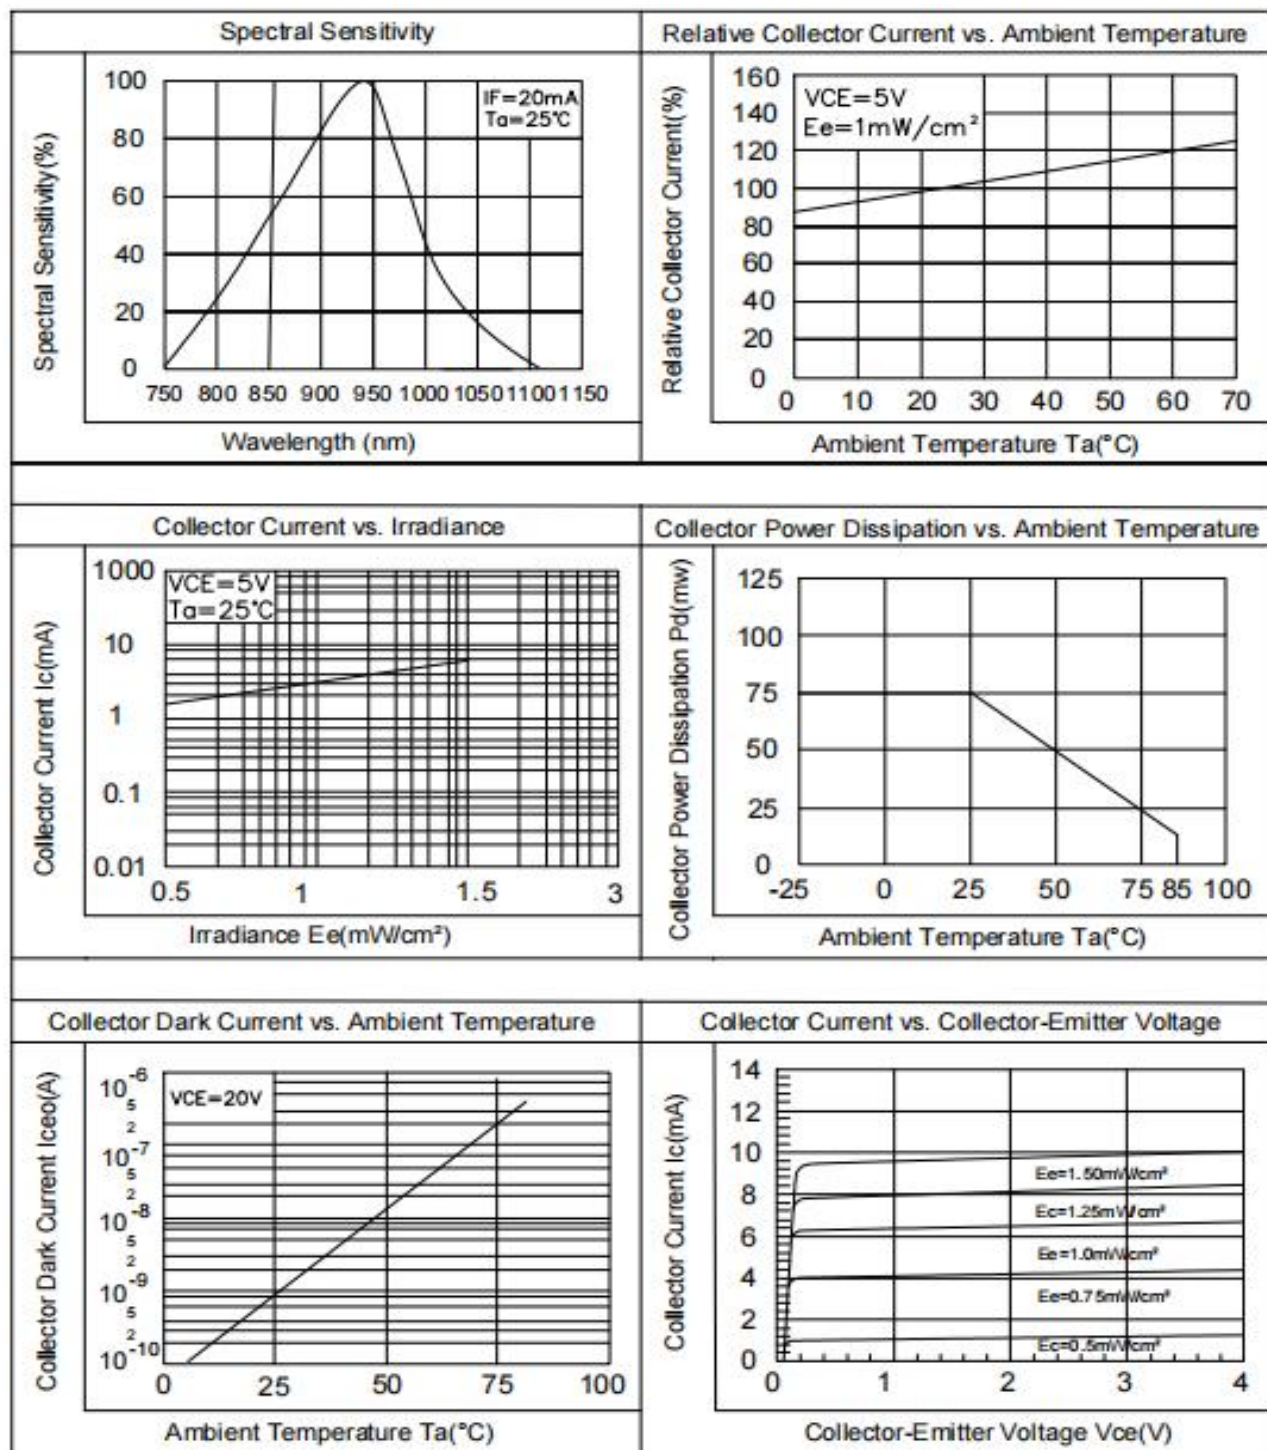 Spectral Sensitivity
Relative Collector Current vs. Ambient Temperature
Spectral Sensitivity(%)
100
80
60
40
20
0
IF=20mA
Ta=25℃
750 800 850 900 950 1000 1050 1100 1150
Wavelength (nm)
Relative Collector Current(%)
160
140
120
100
80
60
40
20
0
VCE=5V
Ee=1mW/cm²
0 10 20 30 40 50 60 70
Ambient Temperature Ta(°C)
Collector Current vs. Irradiance
Collector Power Dissipation vs. Ambient Temperature
Collector Current Ic(mA)
1000
10
1
0.1
0.01
VCE=5V
Ta=25℃
0.5 1 1.5 3
Irradiance Ee(mW/cm²)
Collector Power Dissipation Pd(mw)
125
100
75
50
25
0
-25 0 25 50 75 85 100
Ambient Temperature Ta(°C)
Collector Dark Current vs. Ambient Temperature
Collector Current vs. Collector-Emitter Voltage
Collector Dark Current Iceo(A)
10⁻⁶
5
2
10⁻⁷
5
2
10⁻⁸
5
2
10⁻⁹
5
2
10⁻¹⁰
VCE=20V
0 25 50 75 100
Ambient Temperature Ta(°C)
Collector Current Ic(mA)
14
12
10
8
6
4
2
0
Ee=1.50mW/cm²
Ec=1.25mW/cm²
Ee=1.0mW/cm²
Ee=0.75mW/cm²
Ec=0.5mW/cm²
0 1 2 3 4
Collector-Emitter Voltage Vce(V)